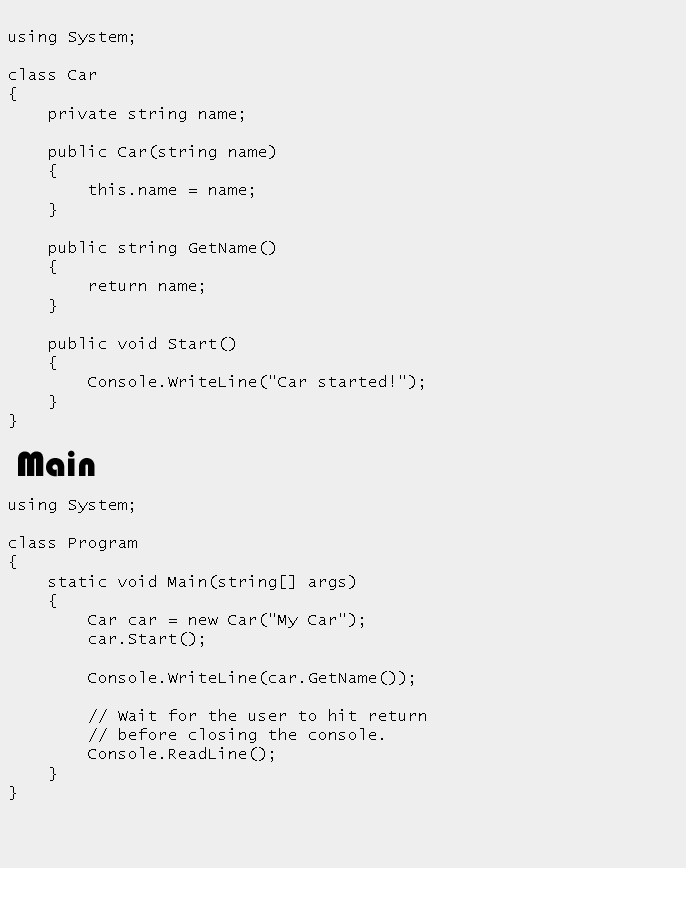 using System;
class Car
{
    private string name;
    public Car(string name)
    {
        this.name = name;
    }
    public string GetName()
    {
        return name;
    }
    public void Start()
    {
        Console.WriteLine("Car started!");
    }
}
Main
using System;
class Program
{
    static void Main(string[] args)
    {
        Car car = new Car("My Car");
        car.Start();
        Console.WriteLine(car.GetName());
        // Wait for the user to hit return
        // before closing the console.
        Console.ReadLine();
    }
}